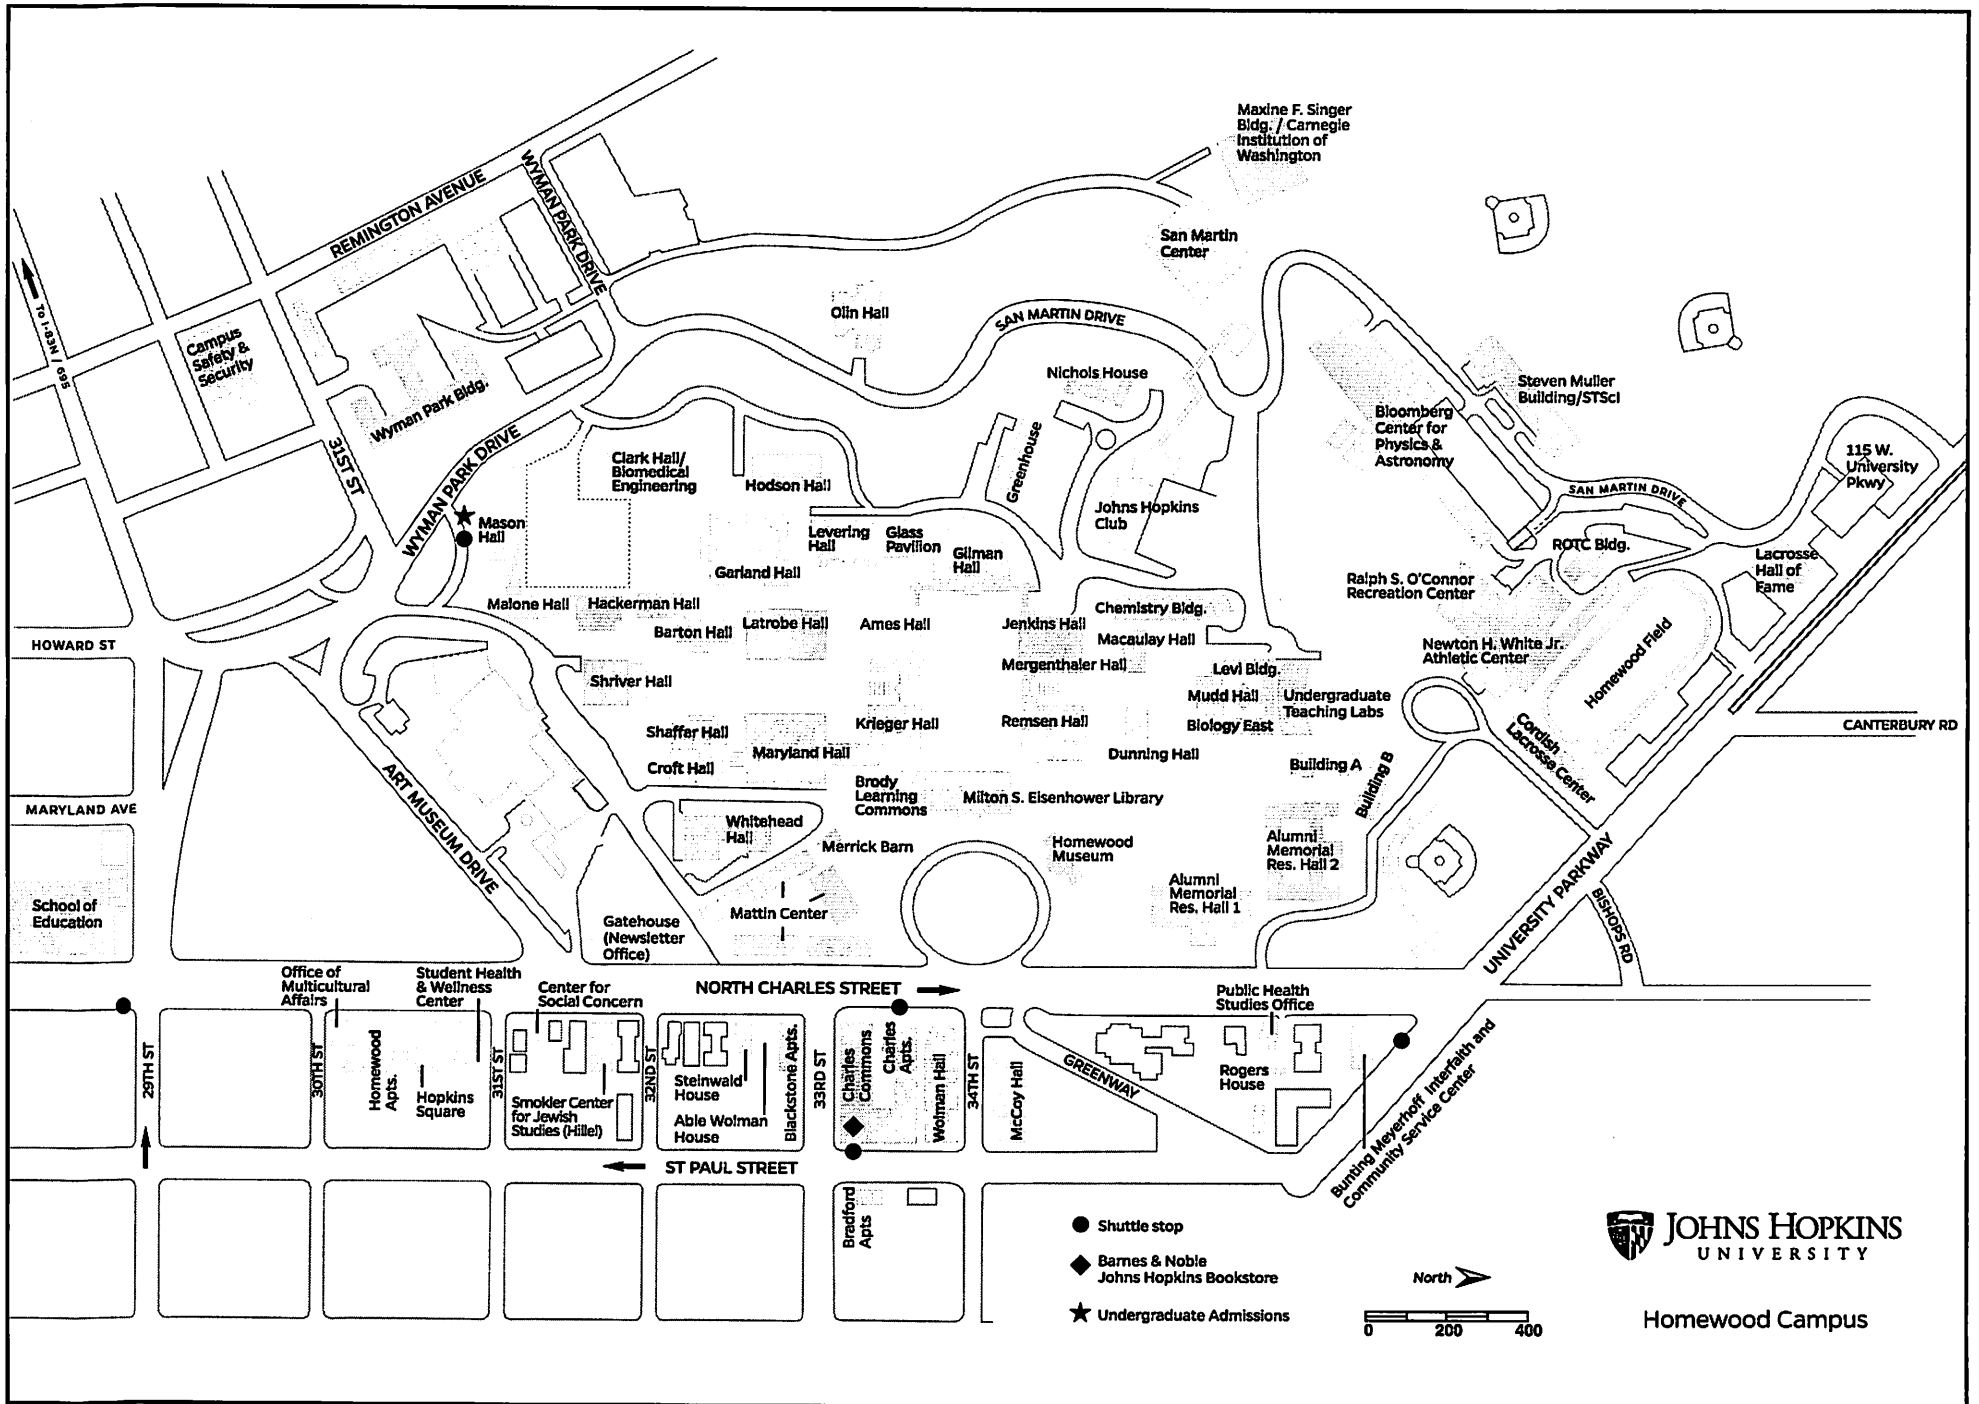 Maxine F. Singer
Bldg. / Carnegie
Institution of
Washington
REMINGTON AVENUE
WYMAN PARK DRIVE
San Martin
Center
To I-83N / 695
Olin Hall
SAN MARTIN DRIVE
Campus
Safety &
Security
Wyman Park Bldg.
Nichols House
Steven Muller
Building/STScI
Bloomberg
Center for
Physics &
Astronomy
31ST ST
WYMAN PARK DRIVE
Clark Hall/
Biomedical
Engineering
Hodson Hall
Greenhouse
Johns Hopkins
Club
SAN MARTIN DRIVE
115 W.
University
Pkwy
Mason
Hall
Levering
Hall
Glass
Pavilion
Gilman
Hall
ROTC Bldg.
Lacrosse
Hall of
Fame
Garland Hall
Ralph S. O'Connor
Recreation Center
Malone Hall
Hackerman Hall
Barton Hall
Latrobe Hall
Ames Hall
Jenkins Hall
Chemistry Bldg.
Macaulay Hall
HOWARD ST
Newton H. White Jr.
Athletic Center
Homewood Field
Mergenthaler Hall
Levi Bldg.
Shriver Hall
Mudd Hall
Undergraduate
Teaching Labs
Shaffer Hall
Krieger Hall
Remsen Hall
Biology East
CANTERBURY RD
Maryland Hall
Dunning Hall
Cordish
Lacrosse Center
Croft Hall
Building A
Building B
MARYLAND AVE
ART MUSEUM DRIVE
Brody
Learning
Commons
Milton S. Eisenhower Library
Whitehead
Hall
Merrick Barn
Homewood
Museum
Alumni
Memorial
Res. Hall 2
Alumni
Memorial
Res. Hall 1
UNIVERSITY PARKWAY
BISHOPS RD
School of
Education
Mattin Center
Gatehouse
(Newsletter
Office)
Office of
Multicultural
Affairs
Student Health
& Wellness
Center
Center for
Social Concern
NORTH CHARLES STREET
Public Health
Studies Office
29TH ST
30TH ST
Homewood
Apts.
Hopkins
Square
31ST ST
Smokler Center
for Jewish
Studies (Hillel)
32ND ST
Steinwald
House
Able Wolman
House
Blackstone Apts.
33RD ST
Charles
Commons
Charles
Apts.
Wolman Hall
34TH ST
McCoy Hall
GREENWAY
Rogers
House
Bunting Meyerhoff Interfaith and
Community Service Center
ST PAUL STREET
Bradford
Apts
Shuttle stop
Barnes & Noble
Johns Hopkins Bookstore
Undergraduate Admissions
North
0 200 400
JOHNS HOPKINS
UNIVERSITY
Homewood Campus